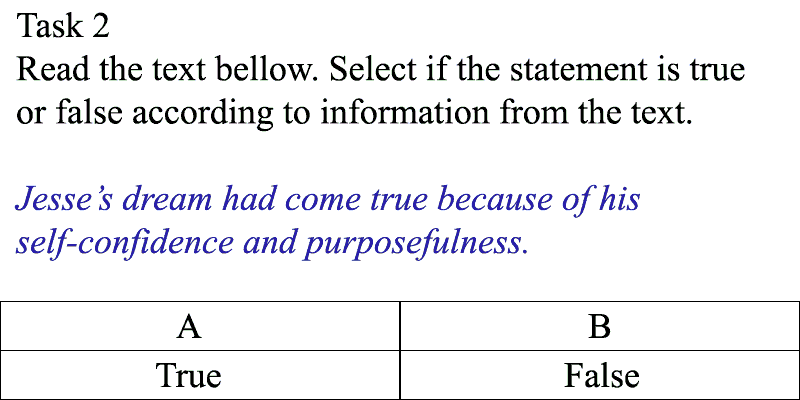 Task 2
Read the text bellow. Select if the statement is true
or false according to information from the text.
Jesse’s dream had come true because of his
self-confidence and purposefulness.
A B
True False